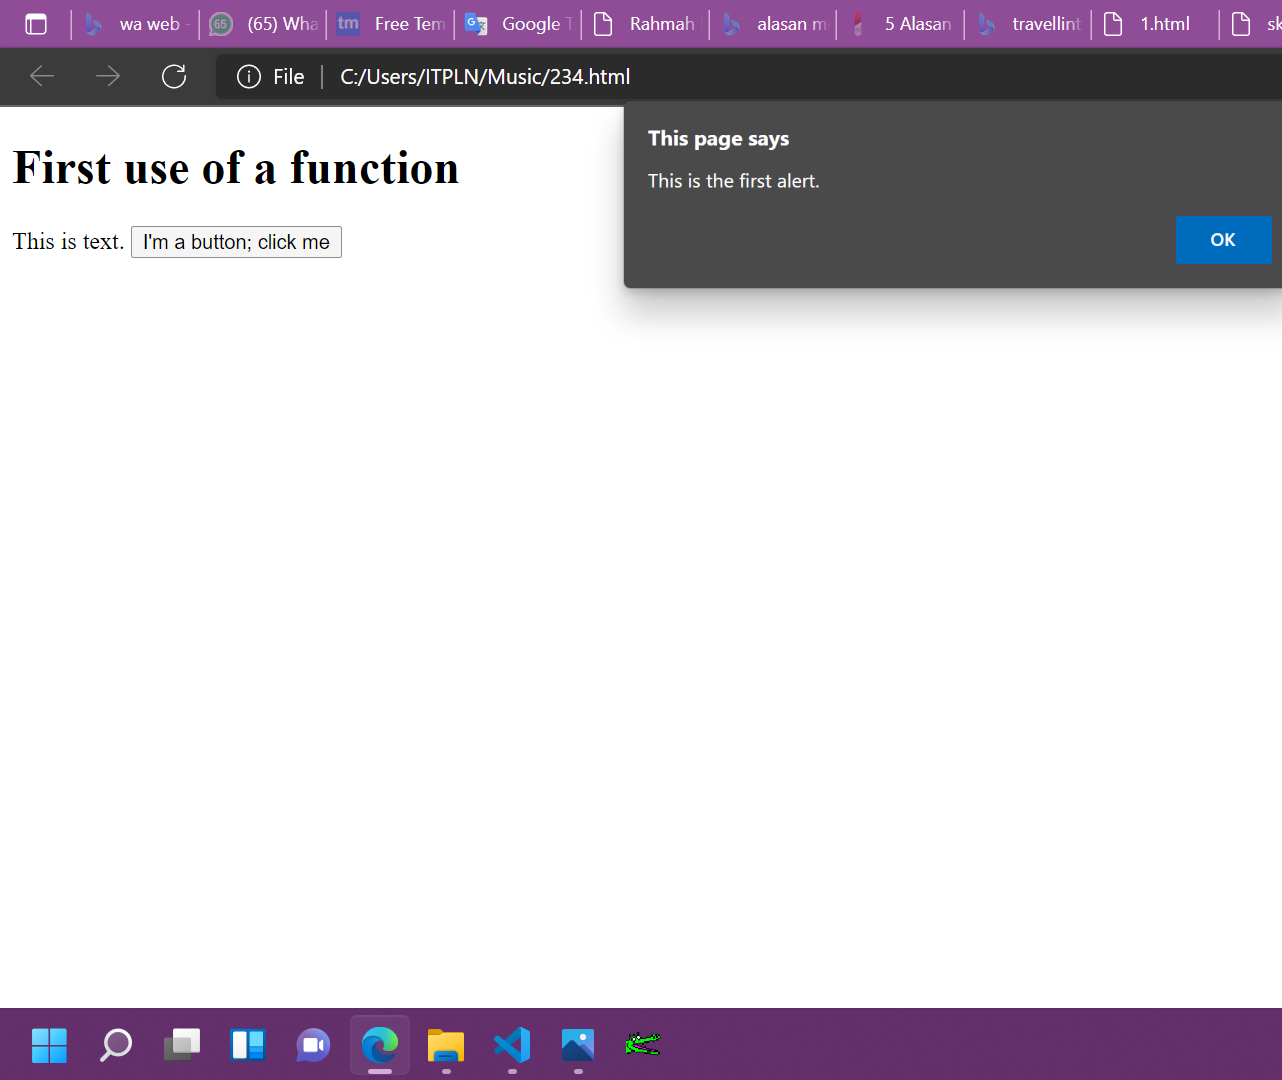 wa web -
(65) Wha
tm Free Tem
Google T
Rahmah
alasan m
5 Alasan
travellint
1.html
sk
File
C:/Users/ITPLN/Music/234.html
This page says
This is the first alert.
OK
First use of a function
This is text. I'm a button; click me